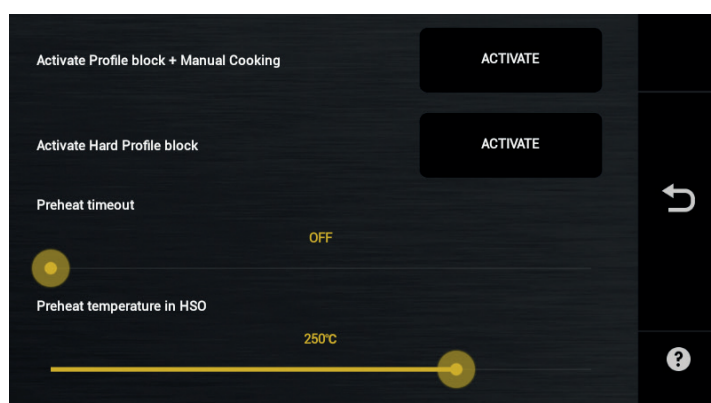 Activate Profile block + Manual Cooking
ACTIVATE
Activate Hard Profile block
ACTIVATE
Preheat timeout
OFF
Preheat temperature in HSO
250°C
?